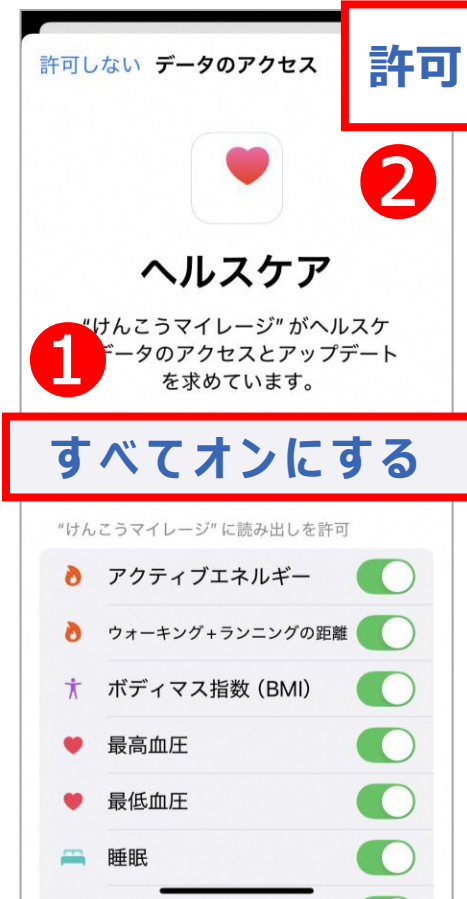 許可しない データのアクセス 許可
2
ヘルスケア
“けんこうマイレージ” がヘルスケ
データのアクセスとアップデート
を求めています。
1
すべてオンにする
“けんこうマイレージ” に読み出しを許可
アクティブエネルギー
ウォーキング+ランニングの距離
ボディマス指数 (BMI)
最高血圧
最低血圧
睡眠